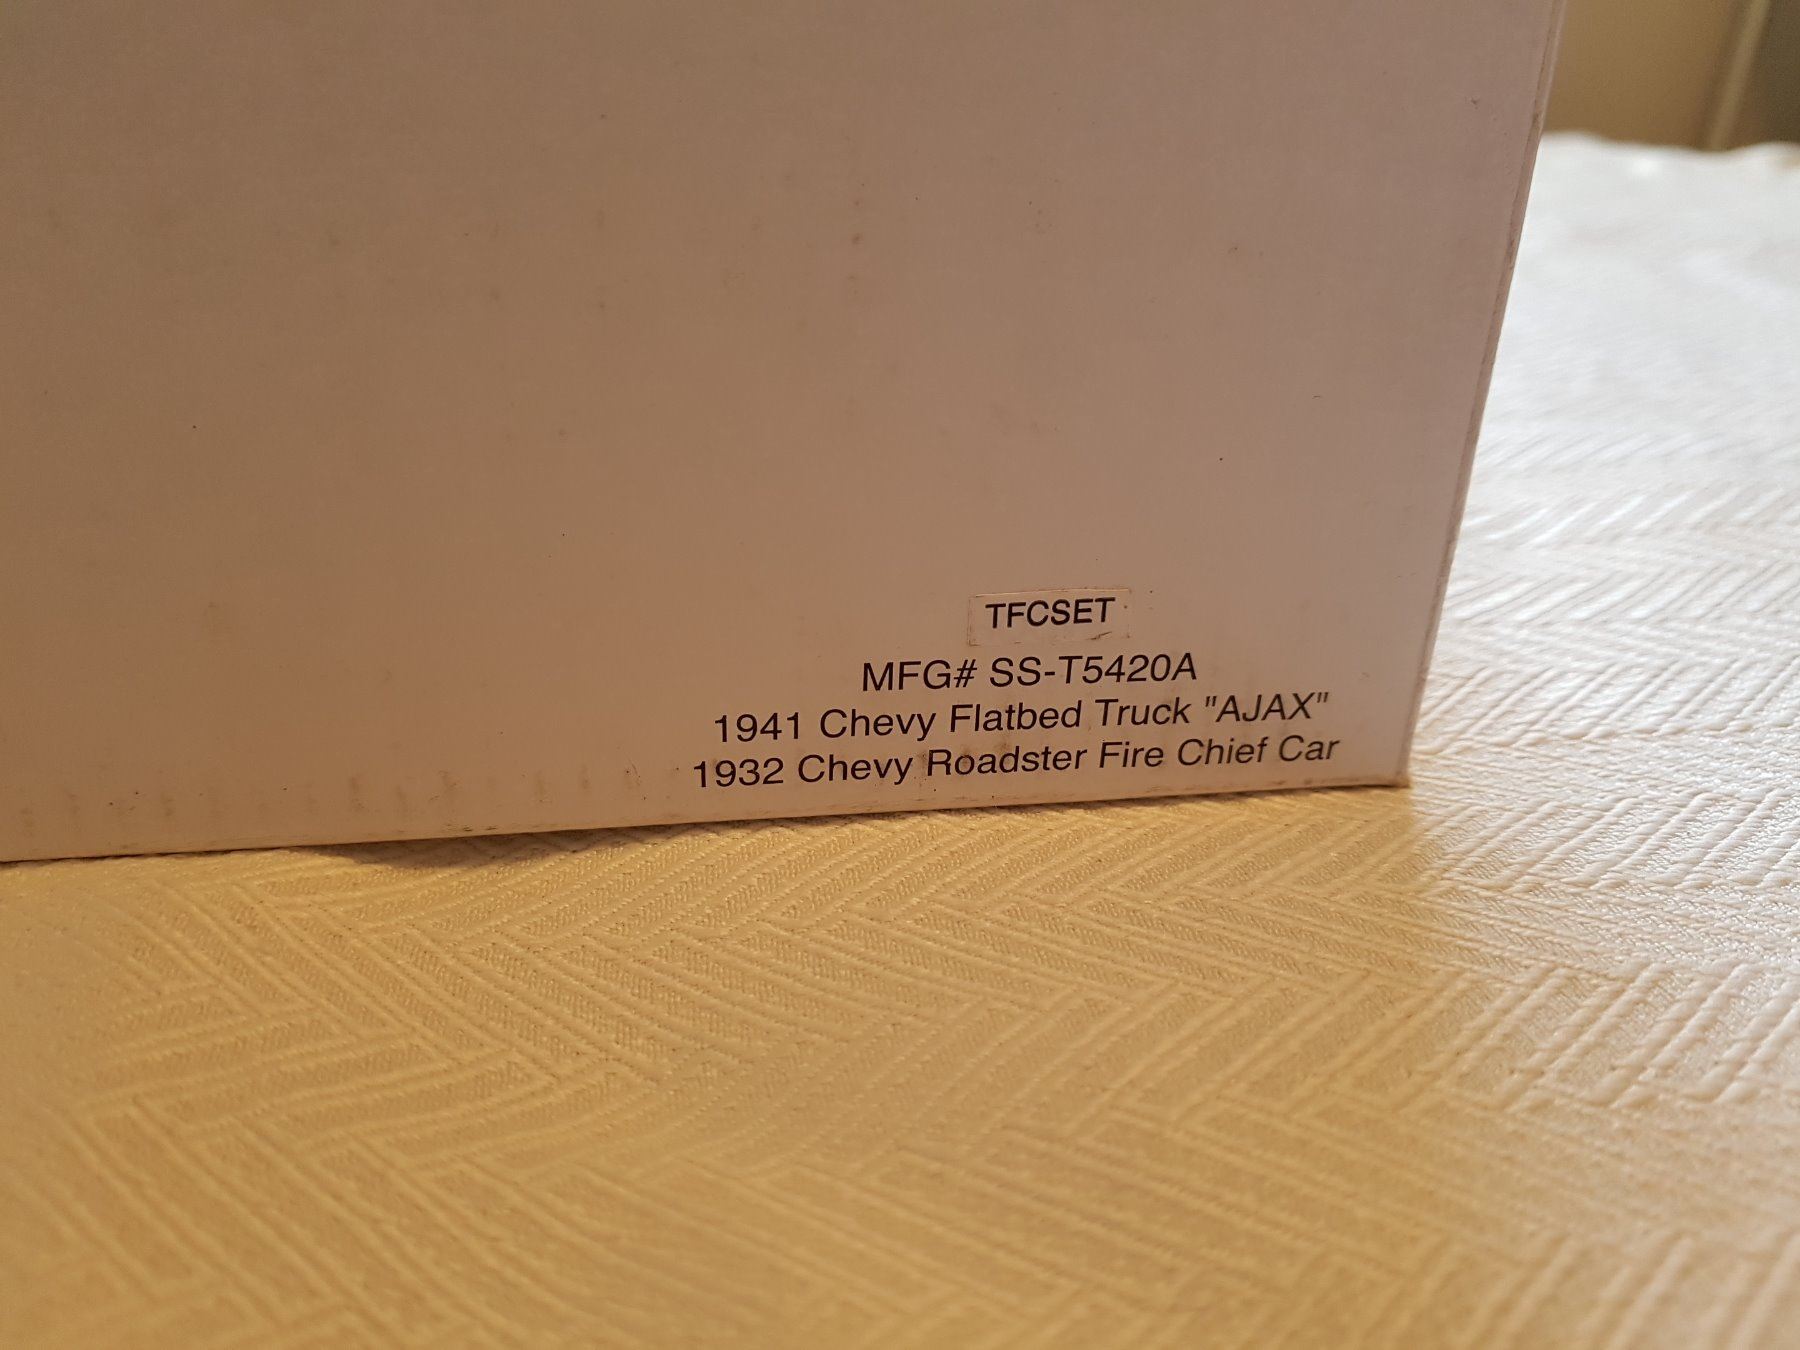 TFCSET
MFG# SS-T5420A
1941 Chevy Flatbed Truck "AJAX"
1932 Chevy Roadster Fire Chief Car